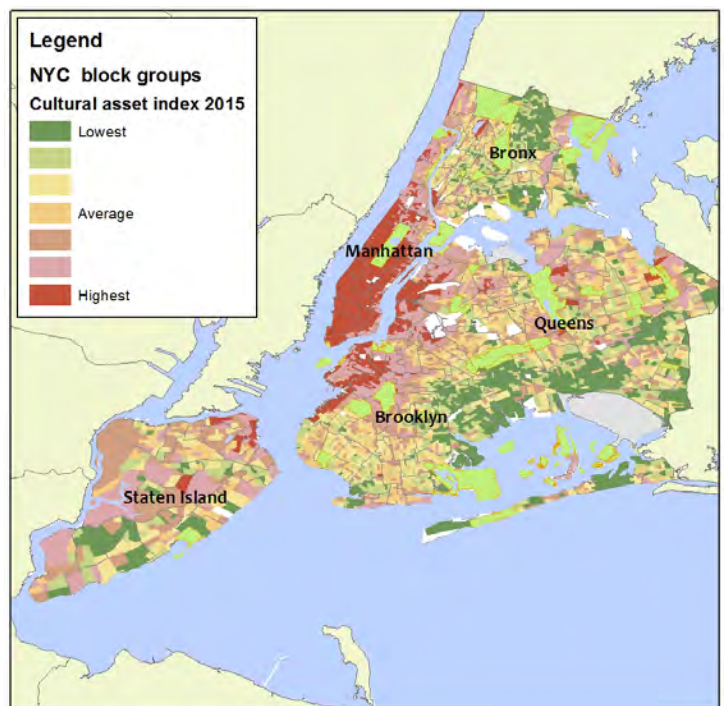 Legend
NYC block groups
Cultural asset index 2015
Lowest
Average
Highest
Bronx
Manhattan
Queens
Brooklyn
Staten Island